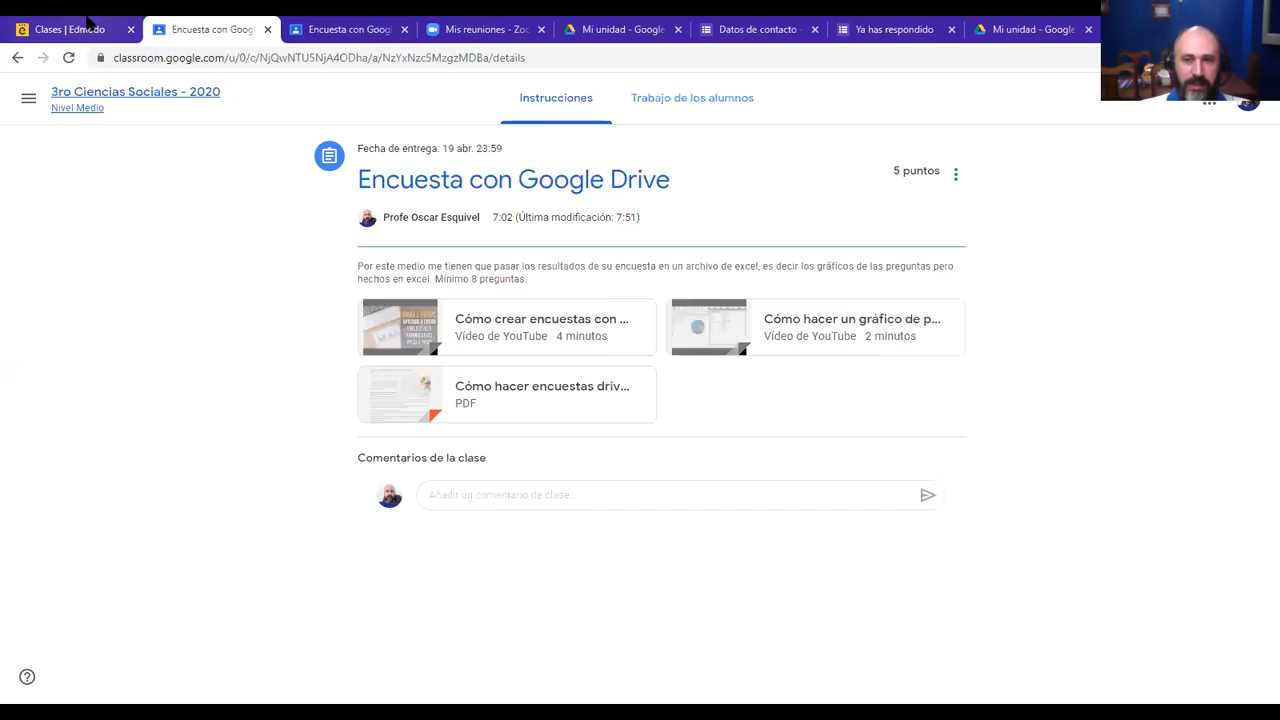 Clases | Edmodo
Encuesta con Googl
Encuesta con Googl
Mis reuniones - Zoo
Mi unidad - Google
Datos de contacto -
Ya has respondido
Mi unidad - Google
classroom.google.com/u/0/c/NjQwNTU5NjA4ODha/a/NzYxNzc5MzgzMDBa/details
3ro Ciencias Sociales - 2020
Nivel Medio
Instrucciones
Trabajo de los alumnos
Fecha de entrega: 19 abr. 23:59
Encuesta con Google Drive
5 puntos
Profe Oscar Esquivel 7:02 (Última modificación: 7:51)
Por este medio me tienen que pasar los resultados de su encuesta en un archivo de excel, es decir los gráficos de las preguntas pero
hechos en excel. Mínimo 8 preguntas.
Cómo crear encuestas con ...
Vídeo de YouTube 4 minutos
Cómo hacer un gráfico de p...
Vídeo de YouTube 2 minutos
Cómo hacer encuestas driv...
PDF
Comentarios de la clase
Añadir un comentario de clase...